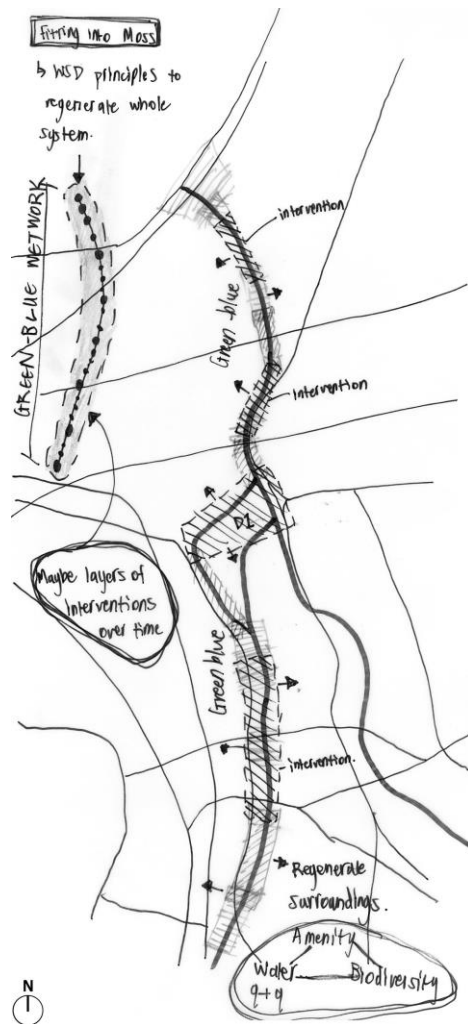 Fitting into Moss
↳ WSD principles to
regenerate whole
system.
GREEN-BLUE NETWORK
intervention
Green-blue
Intervention
D1
Maybe layers of
Interventions
over time
Green blue
intervention.
Regenerate
surroundings.
Amenity
Water
q+q
Biodiversity
N